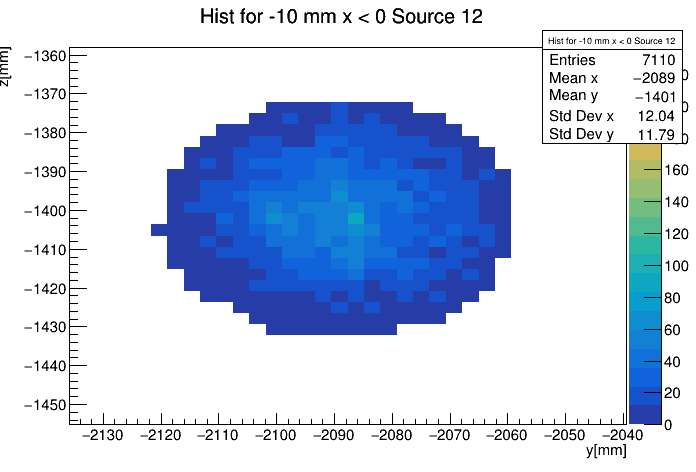 Hist for -10 mm x < 0 Source 12
z[mm]
−1360
−1370
−1380
−1390
−1400
−1410
−1420
−1430
−1440
−1450
Hist for -10 mm x < 0 Source 12
Entries 7110
Mean x −2089
Mean y −1401
Std Dev x 12.04
Std Dev y 11.79
160
140
120
100
80
60
40
20
0
−2130 −2120 −2110 −2100 −2090 −2080 −2070 −2060 −2050 −2040
y[mm]